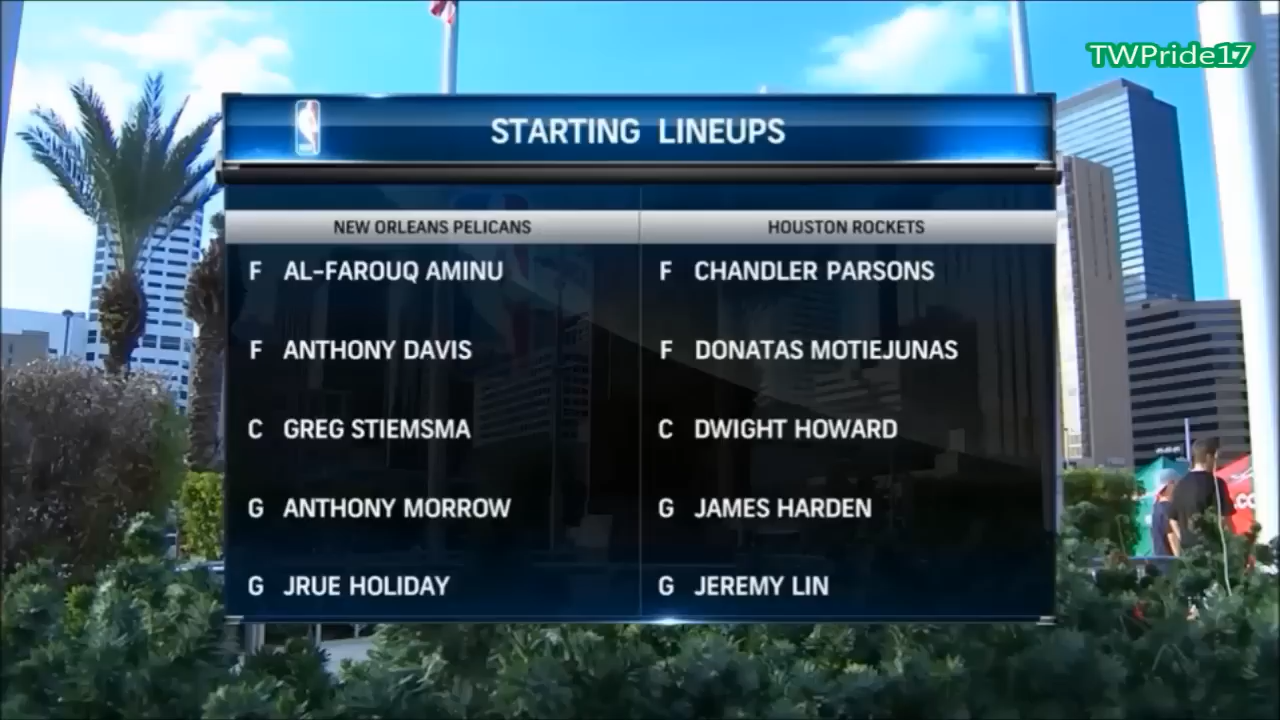 TWPride17
STARTING LINEUPS
NEW ORLEANS PELICANS
HOUSTON ROCKETS
F AL-FAROUQ AMINU
F CHANDLER PARSONS
F ANTHONY DAVIS
F DONATAS MOTIEJUNAS
C GREG STIEMSMA
C DWIGHT HOWARD
G ANTHONY MORROW
G JAMES HARDEN
G JRUE HOLIDAY
G JEREMY LIN